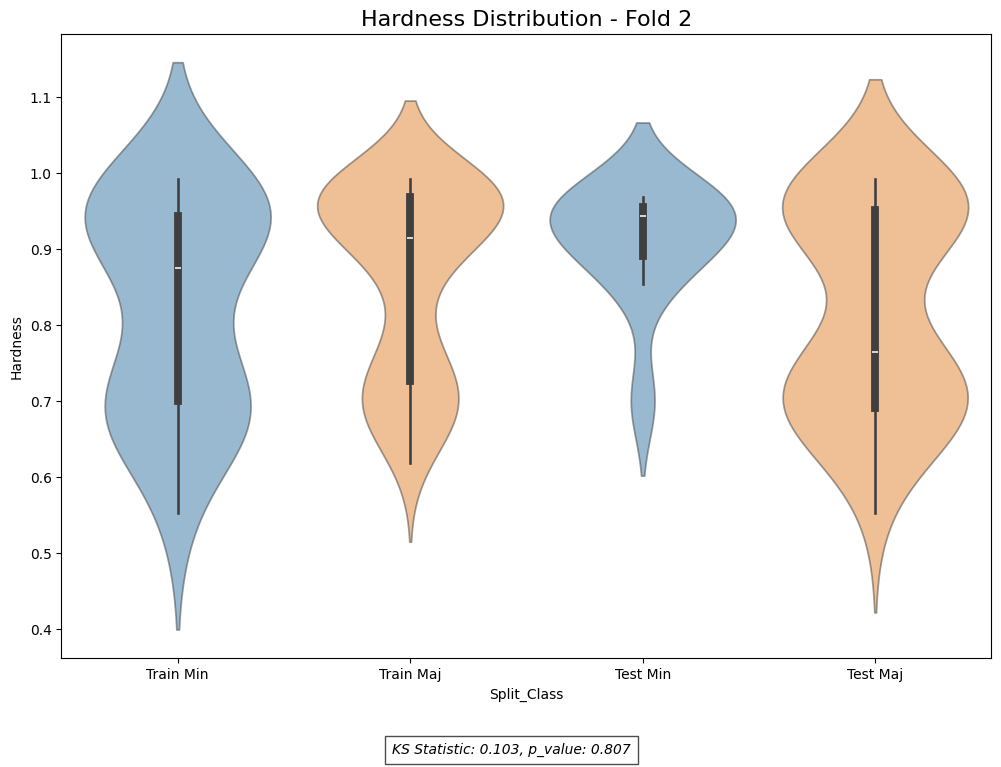 Hardness Distribution - Fold 2
Hardness
1.1
1.0
0.9
0.8
0.7
0.6
0.5
0.4
Train Min
Train Maj
Test Min
Test Maj
Split_Class
KS Statistic: 0.103, p_value: 0.807